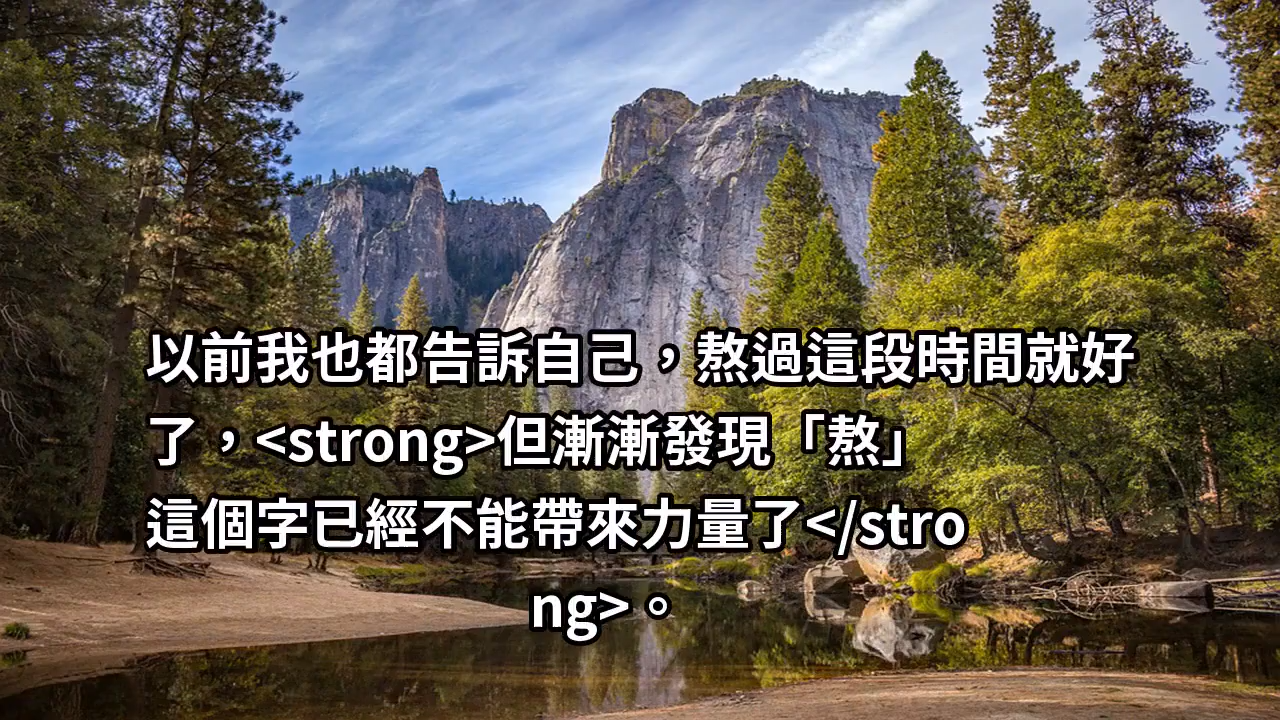 以前我也都告訴自己，熬過這段時間就好
了，<strong>但漸漸發現「熬」
這個字已經不能帶來力量了</stro
ng>。